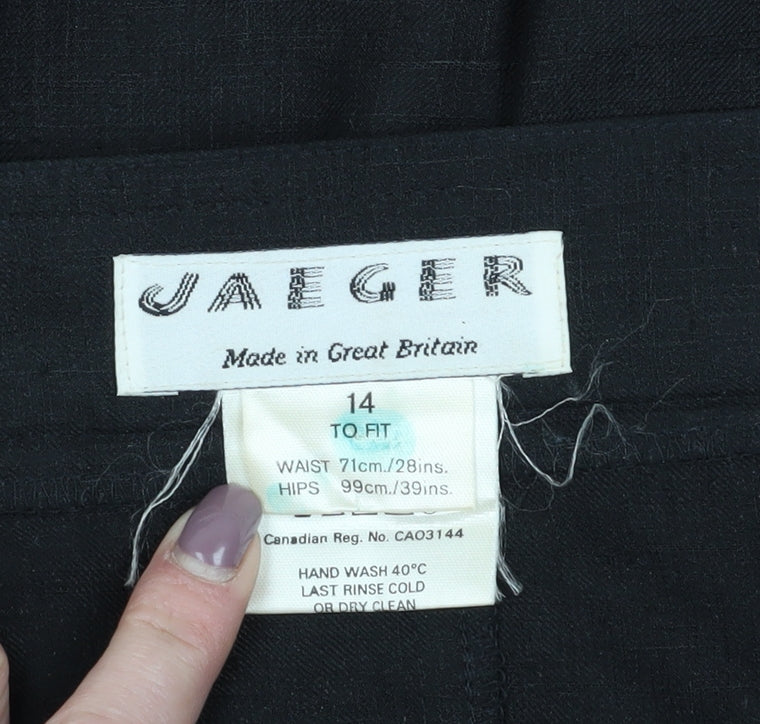 JAEGER
Made in Great Britain
14
TO FIT
WAIST 71cm./28ins.
HIPS 99cm./39ins.
Canadian Reg. No. CA03144
HAND WASH 40°C
LAST RINSE COLD
OR DRY CLEAN